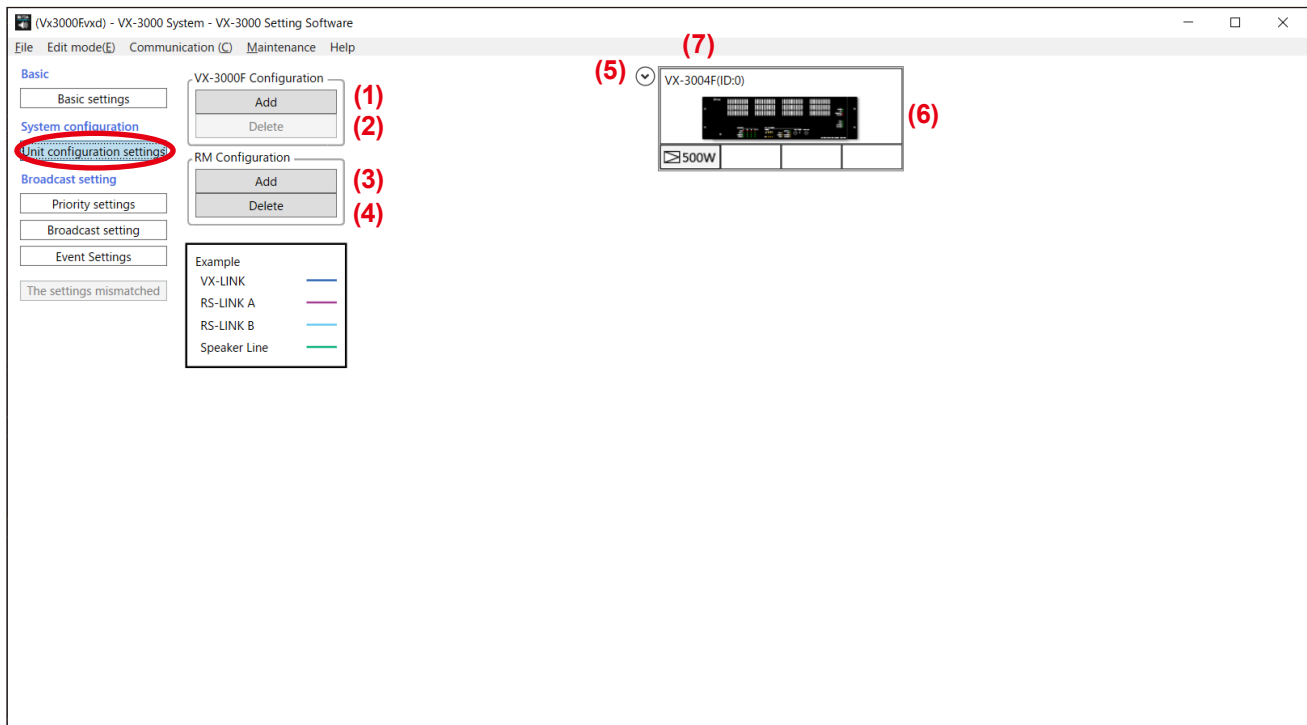 (Vx3000F.vxd) - VX-3000 System - VX-3000 Setting Software
File Edit mode(E) Communication (C) Maintenance Help
Basic
Basic settings
System configuration
Unit configuration settings
Broadcast setting
Priority settings
Broadcast setting
Event Settings
The settings mismatched
VX-3000F Configuration
Add (1)
Delete (2)
RM Configuration
Add (3)
Delete (4)
Example
VX-LINK
RS-LINK A
RS-LINK B
Speaker Line
(7)
(5)
VX-3004F(ID:0)
(6)
500W